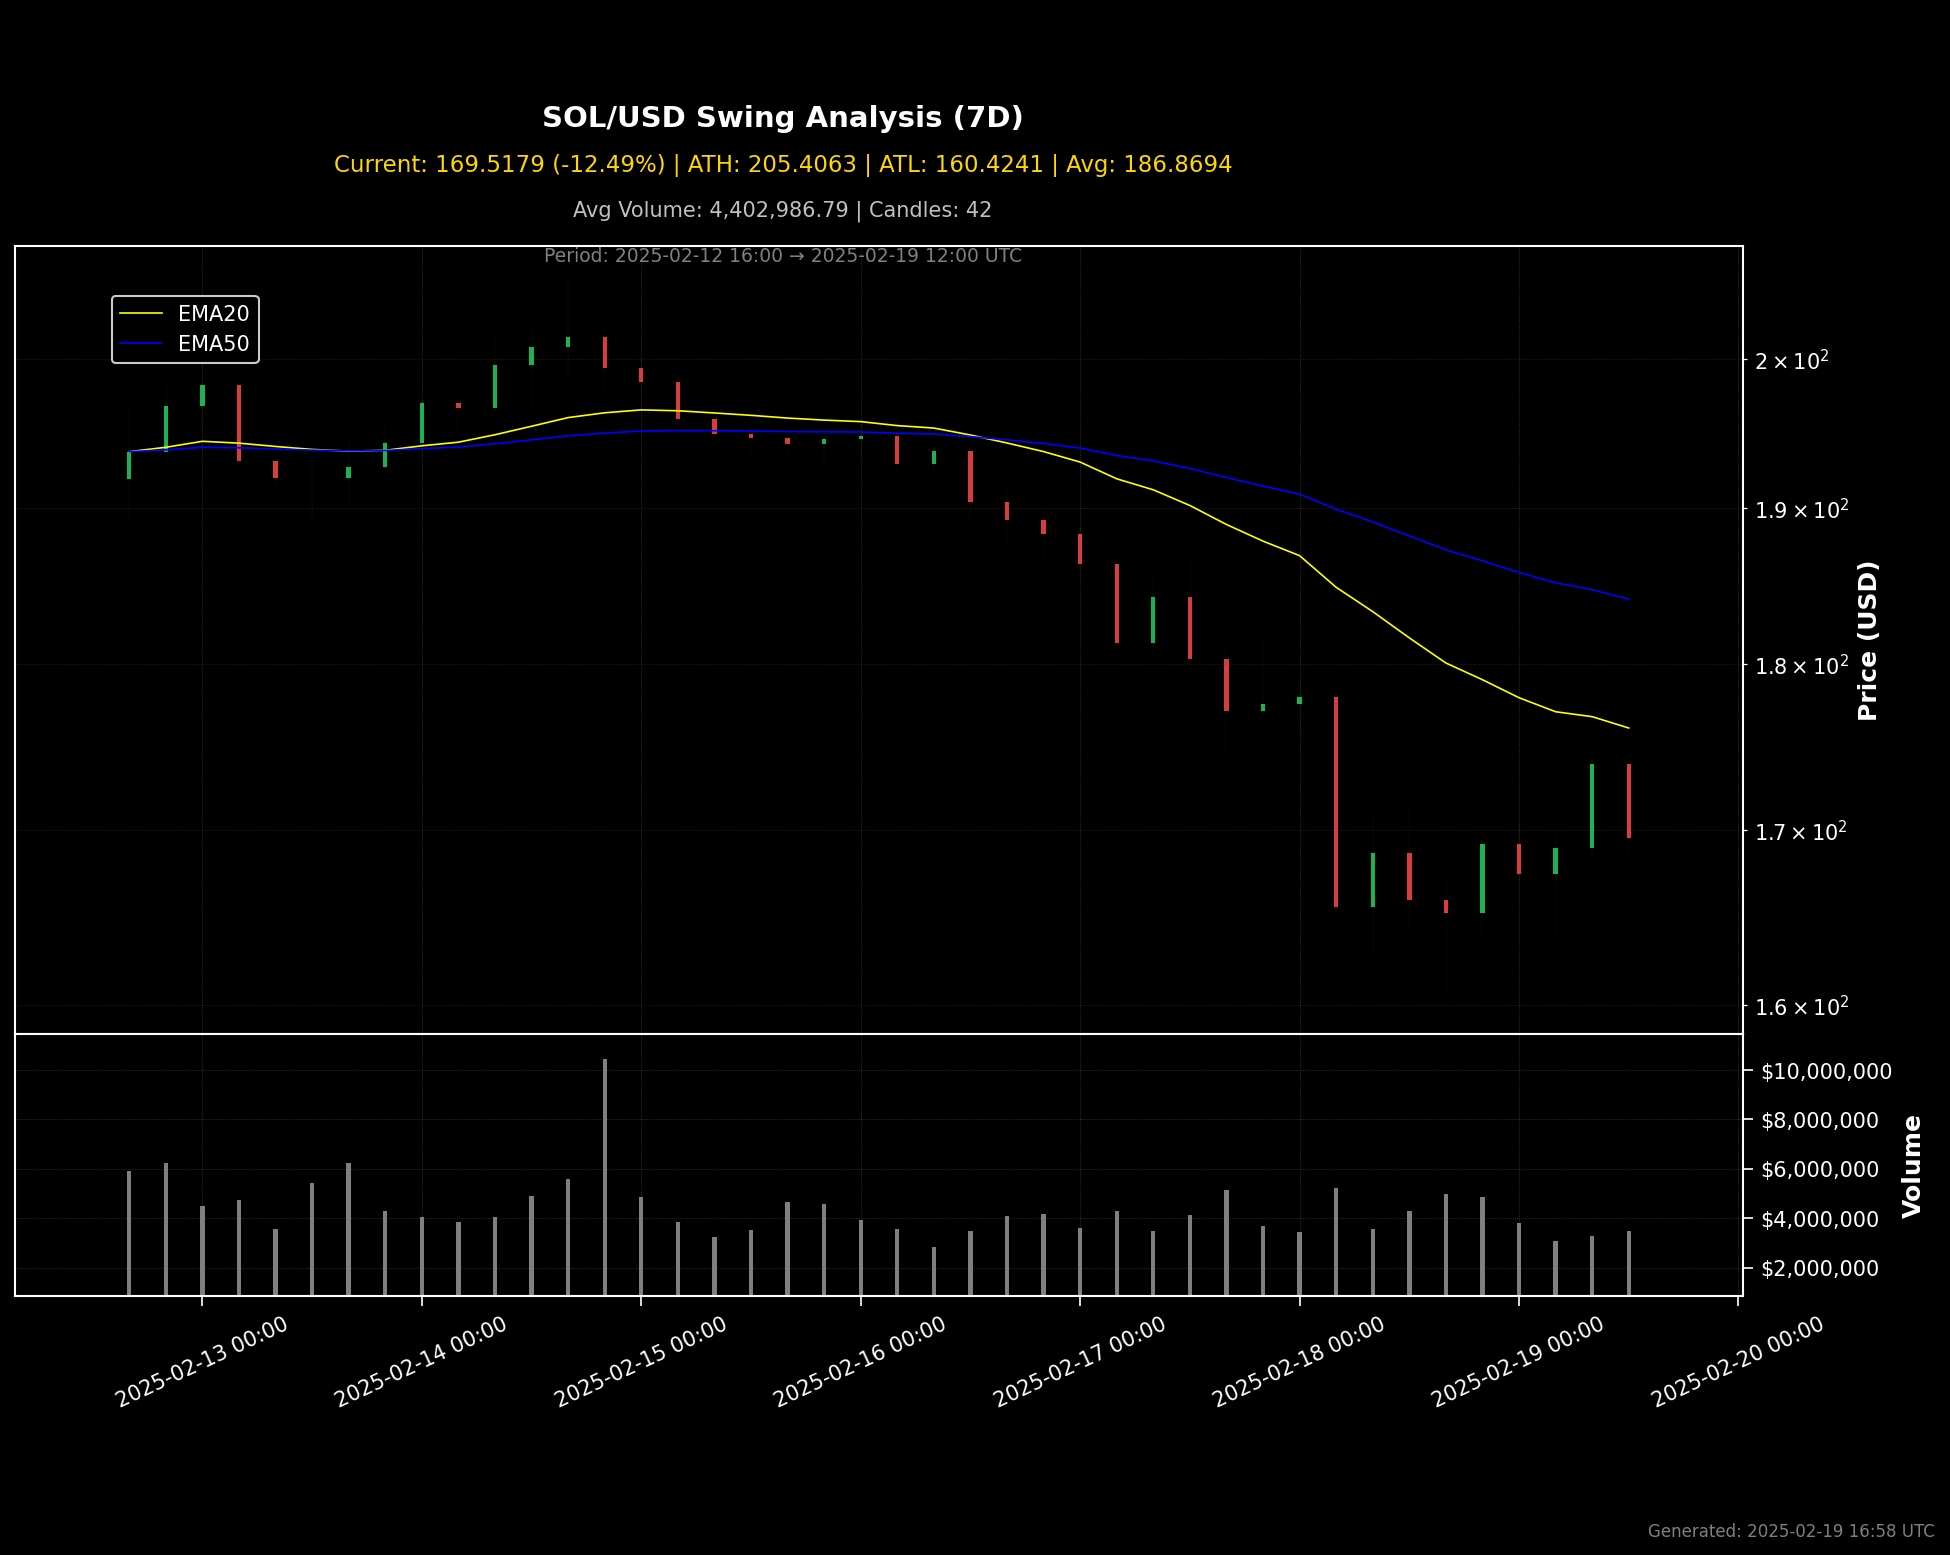 SOL/USD Swing Analysis (7D)
Current: 169.5179 (-12.49%) | ATH: 205.4063 | ATL: 160.4241 | Avg: 186.8694
Avg Volume: 4,402,986.79 | Candles: 42
Period: 2025-02-12 16:00 → 2025-02-19 12:00 UTC
EMA20
EMA50
2 × 10²
1.9 × 10²
1.8 × 10²
1.7 × 10²
1.6 × 10²
Price (USD)
$10,000,000
$8,000,000
$6,000,000
$4,000,000
$2,000,000
Volume
2025-02-13 00:00
2025-02-14 00:00
2025-02-15 00:00
2025-02-16 00:00
2025-02-17 00:00
2025-02-18 00:00
2025-02-19 00:00
2025-02-20 00:00
Generated: 2025-02-19 16:58 UTC